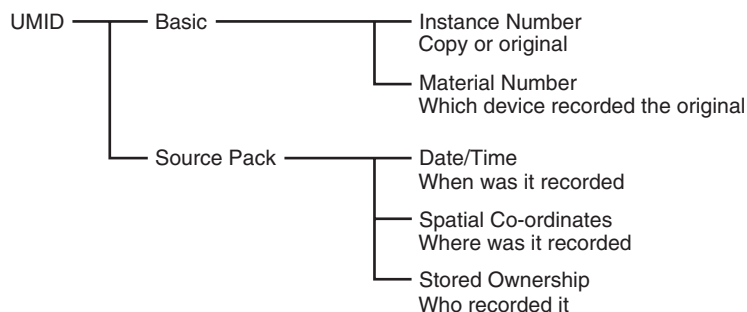 UMID
Basic
Instance Number
Copy or original
Material Number
Which device recorded the original
Source Pack
Date/Time
When was it recorded
Spatial Co-ordinates
Where was it recorded
Stored Ownership
Who recorded it